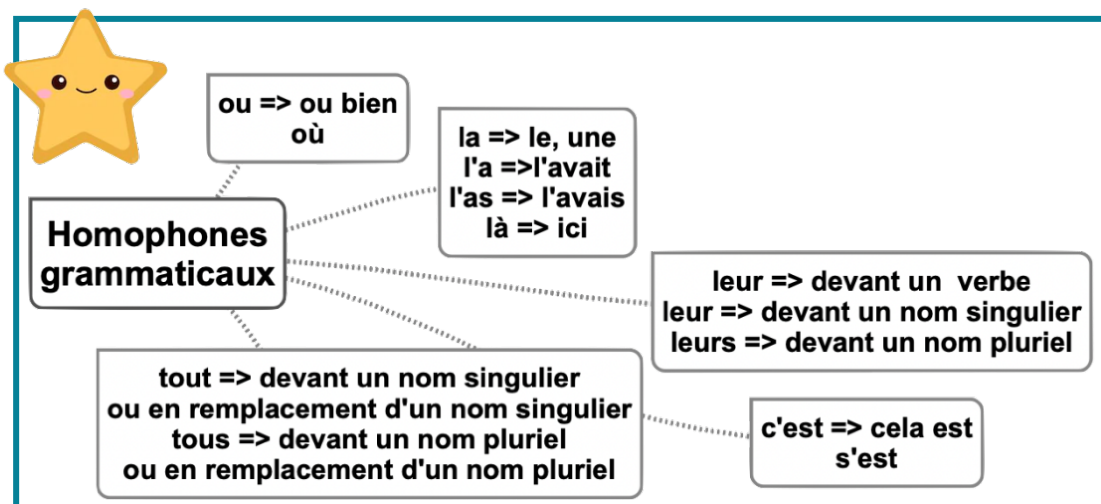 ou => ou bien
où
la => le, une
l'a =>l'avait
l'as => l'avais
là => ici
Homophones
grammaticaux
leur => devant un verbe
leur => devant un nom singulier
leurs => devant un nom pluriel
tout => devant un nom singulier
ou en remplacement d'un nom singulier
tous => devant un nom pluriel
ou en remplacement d'un nom pluriel
c'est => cela est
s'est